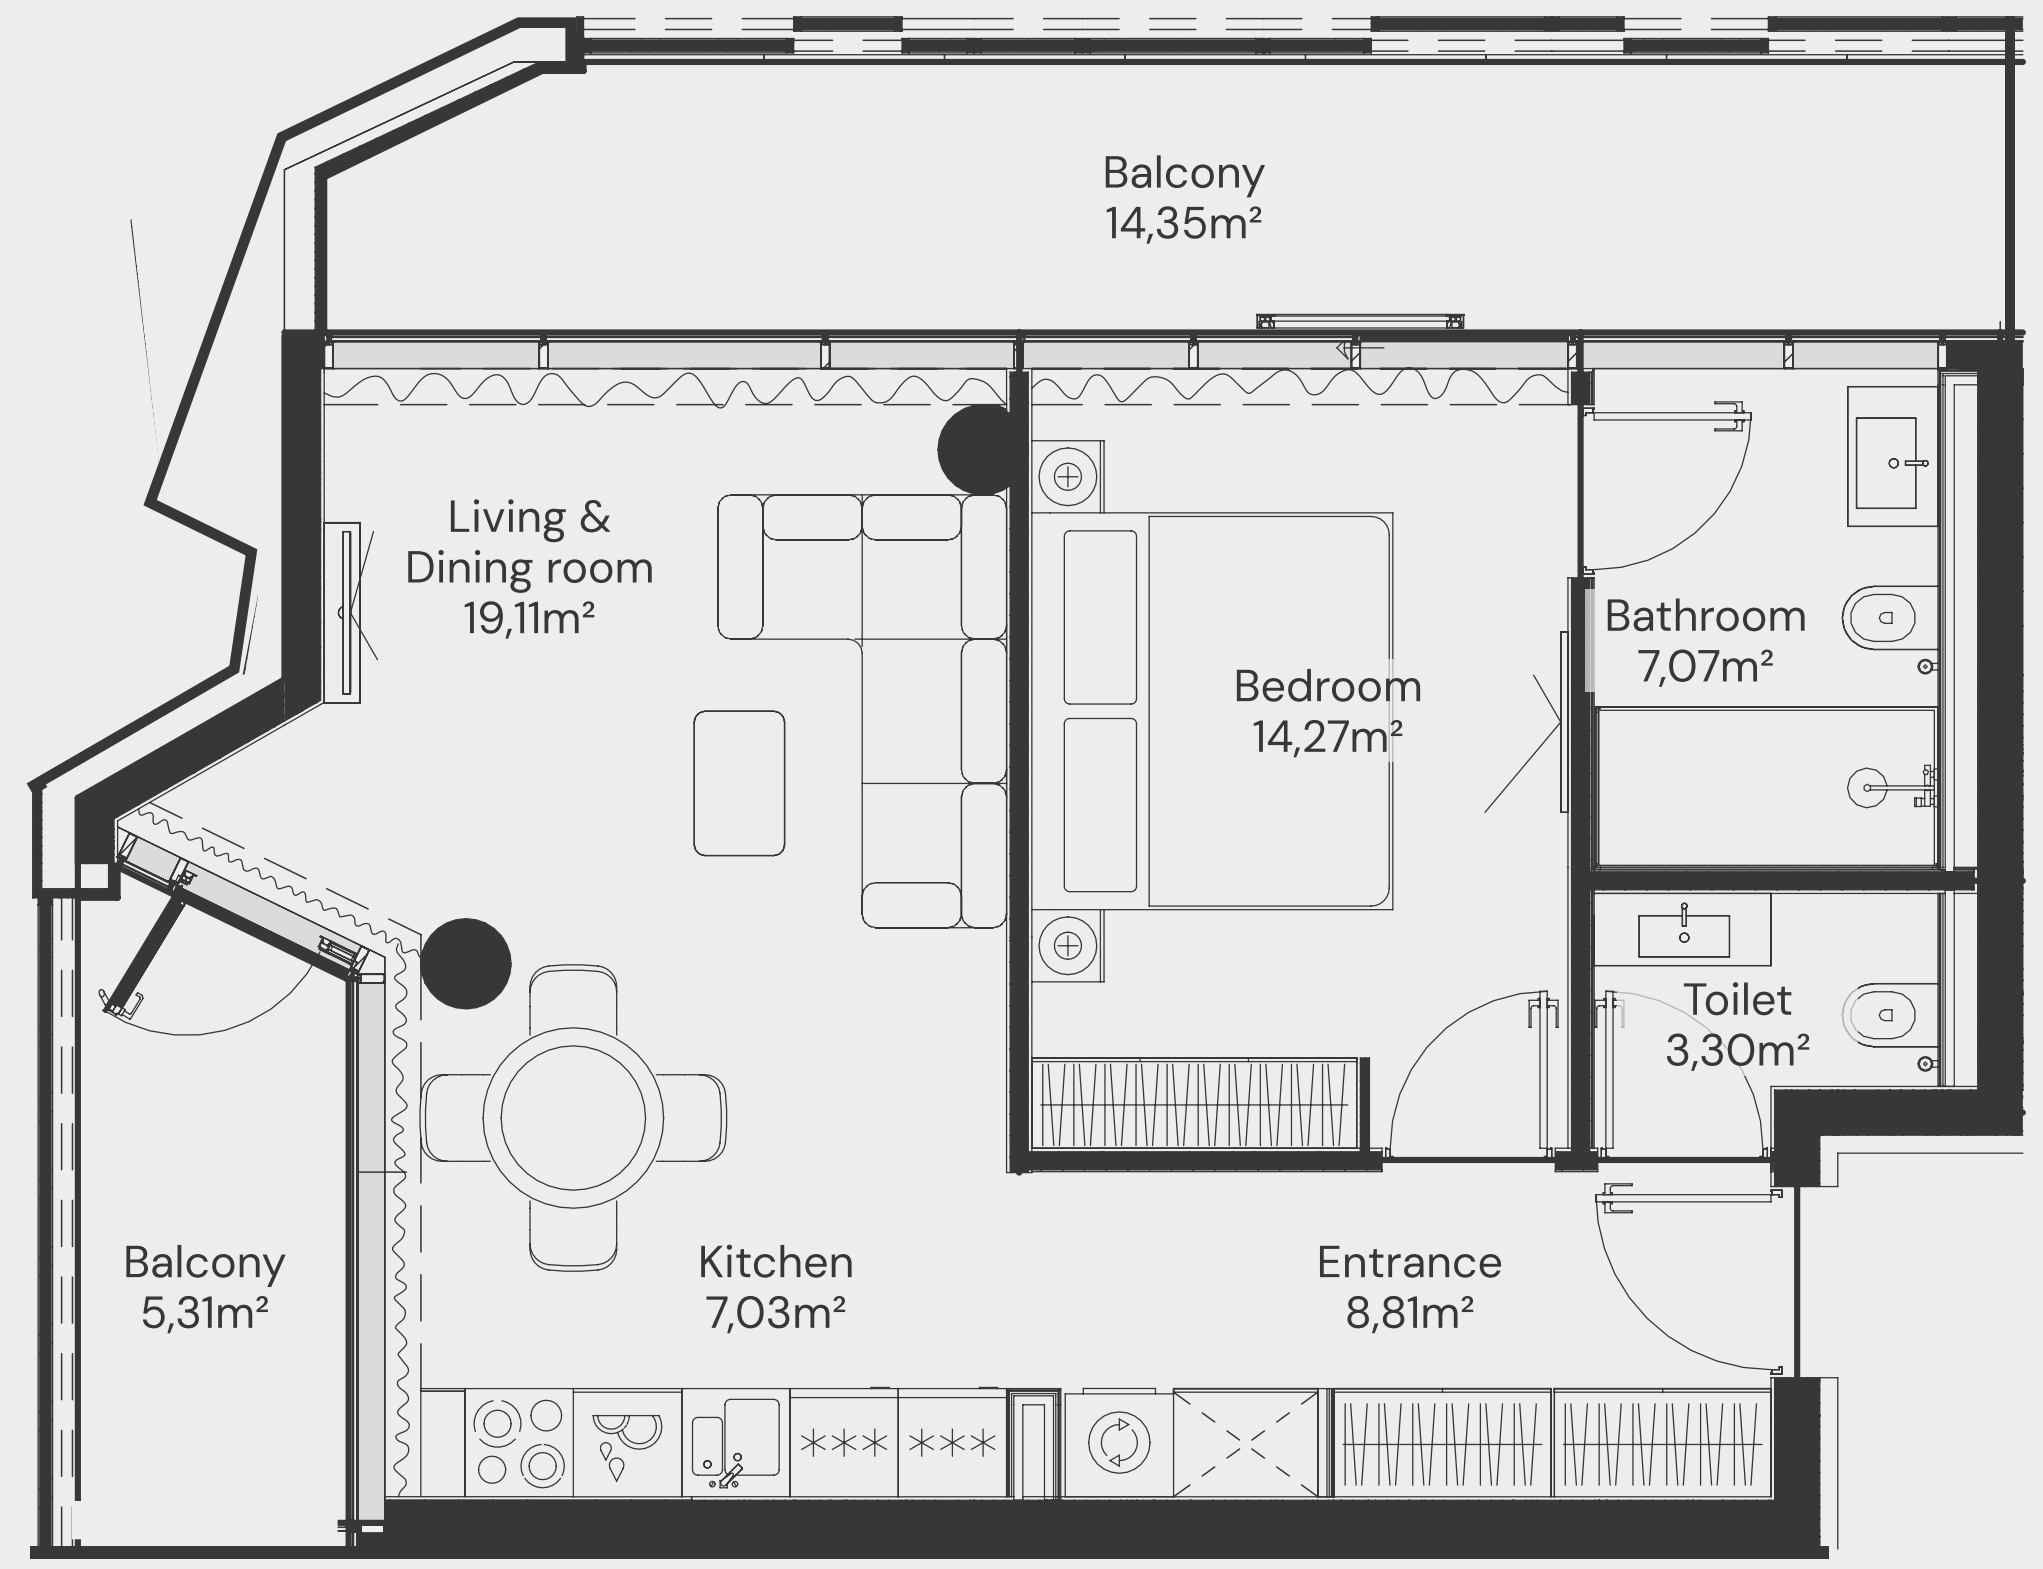 Balcony
14,35m²
Living &
Dining room
19,11m²
Bathroom
7,07m²
Bedroom
14,27m²
Toilet
3,30m²
Balcony
5,31m²
Kitchen
7,03m²
Entrance
8,81m²